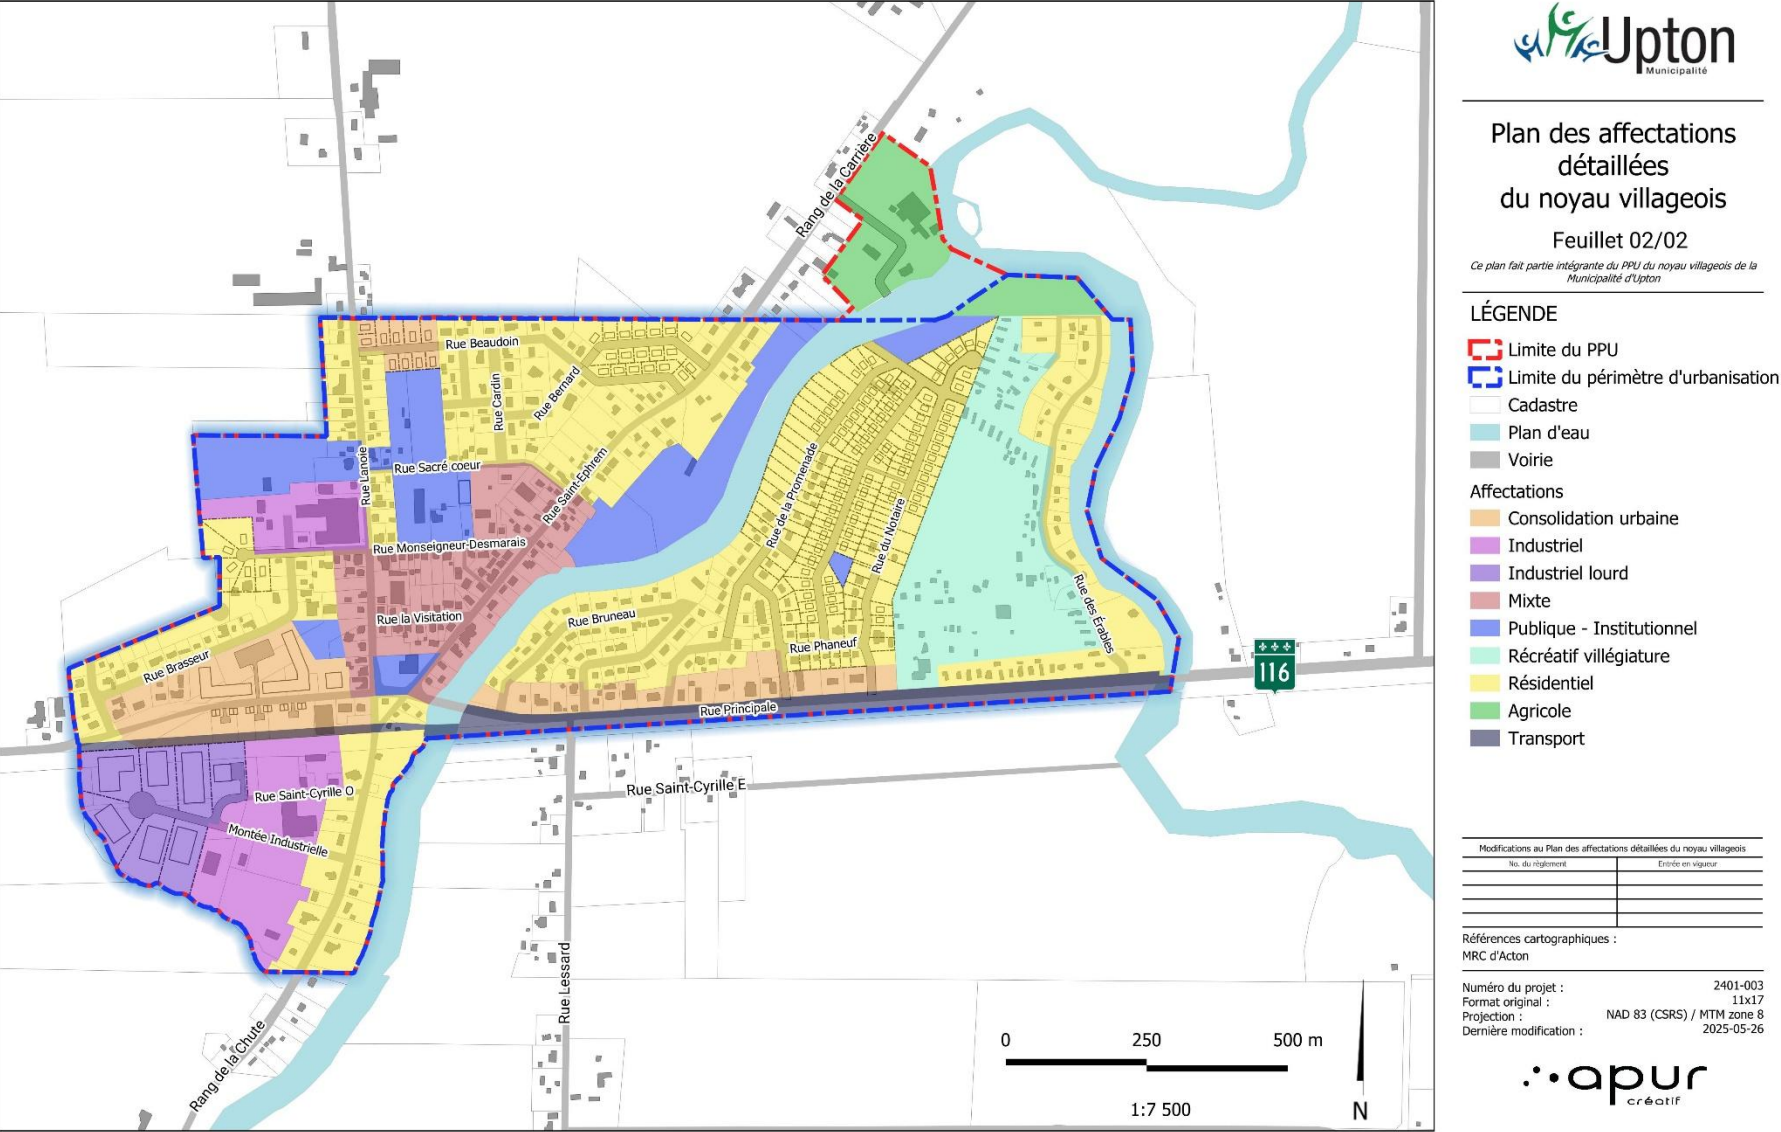 Upton
Municipalité
Plan des affectations
détaillées
du noyau villageois
Feuillet 02/02
Ce plan fait partie intégrante du PPU du noyau villageois de la
Municipalité d'Upton
LÉGENDE
Limite du PPU
Limite du périmètre d'urbanisation
Cadastre
Plan d'eau
Voirie
Affectations
Consolidation urbaine
Industriel
Industriel lourd
Mixte
Publique - Institutionnel
Récréatif villégiature
Résidentiel
Agricole
Transport
Modifications au Plan des affectations détaillées du noyau villageois
No. du règlement
Entrée en vigueur
Références cartographiques :
MRC d'Acton
Numéro du projet : 2401-003
Format original : 11x17
Projection : NAD 83 (CSRS) / MTM zone 8
Dernière modification : 2025-05-26
apur
créatif
Rang de la Carrière
Rue Beaudoin
Rue Cardin
Rue Bernard
Rue Lanoie
Rue Sacré coeur
Rue Saint-Ephrem
Rue Monseigneur-Desmarais
Rue de la Promenade
Rue du Notaire
Rue la Visitation
Rue Bruneau
Rue Phaneuf
Rue des Érables
Rue Brasseur
116
Rue Principale
Rue Saint-Cyrille O
Rue Saint-Cyrille E
Montée Industrielle
Rue Lessard
Rang de la Chute
0 250 500 m
1:7 500
N